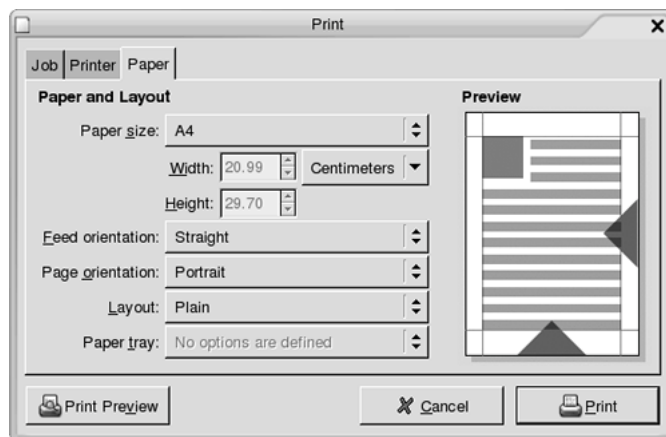 Print
Job Printer Paper
Paper and Layout
Preview
Paper size: A4
Width: 20.99 Centimeters
Height: 29.70
Feed orientation: Straight
Page orientation: Portrait
Layout: Plain
Paper tray: No options are defined
Print Preview Cancel Print